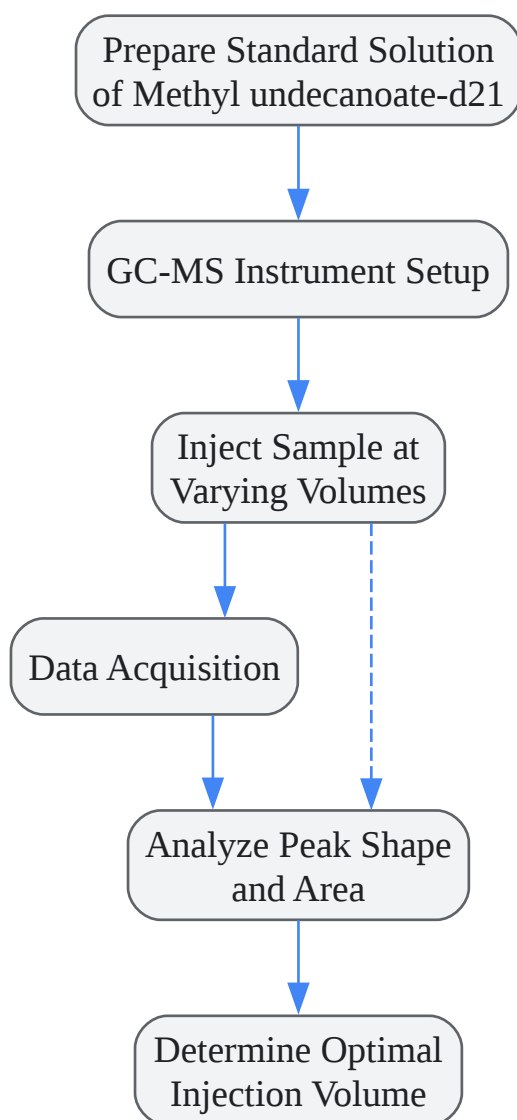 Prepare Standard Solution
of Methyl undecanoate-d21
GC-MS Instrument Setup
Inject Sample at
Varying Volumes
Data Acquisition
Analyze Peak Shape
and Area
Determine Optimal
Injection Volume